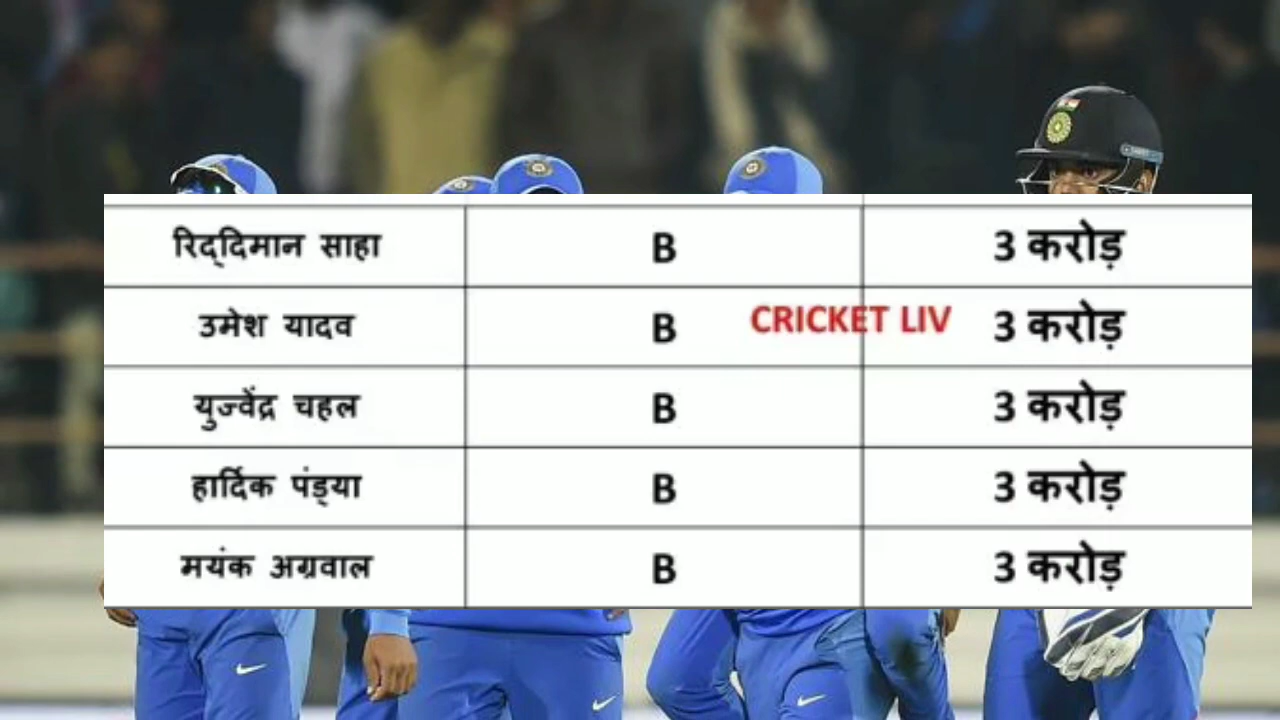 रिद्दिमान साहा B 3 करोड़
उमेश यादव B CRICKET LIV 3 करोड़
युज्वेंद्र चहल B 3 करोड़
हार्दिक पंड्या B 3 करोड़
मयंक अग्रवाल B 3 करोड़